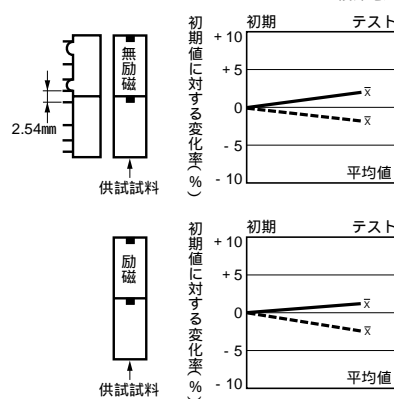 初期値に対する変化率(%)
初期
テスト
+ 10
+ 5
0
- 5
- 10
x̄
x̄
平均値
無励磁
2.54㎜
供試試料
初期値に対する変化率(%)
初期
テスト
+ 10
+ 5
0
- 5
- 10
x̄
x̄
平均値
励磁
供試試料